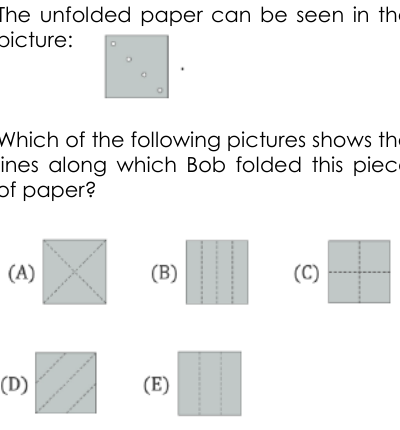 The unfolded paper can be seen in the
picture:
Which of the following pictures shows the
lines along which Bob folded this piec
of paper?
(A) (B) (C)
(D) (E)